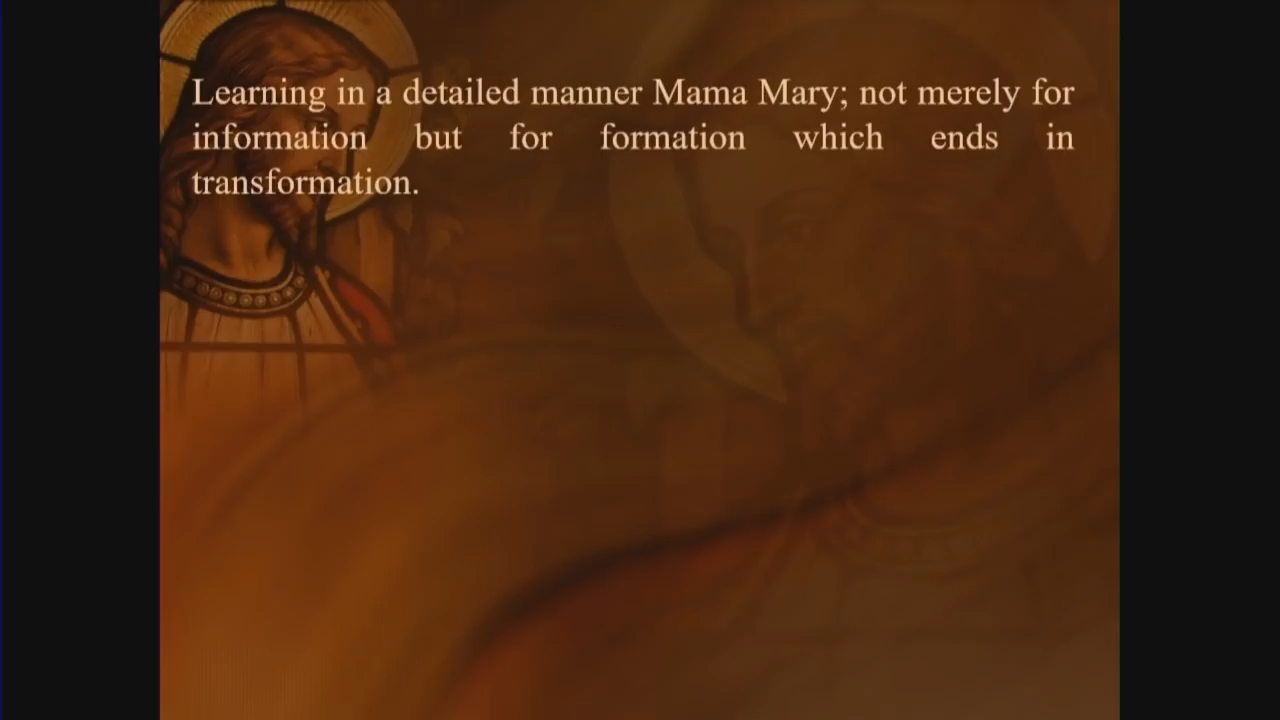 Learning in a detailed manner Mama Mary; not merely for
information but for formation which ends in
transformation.